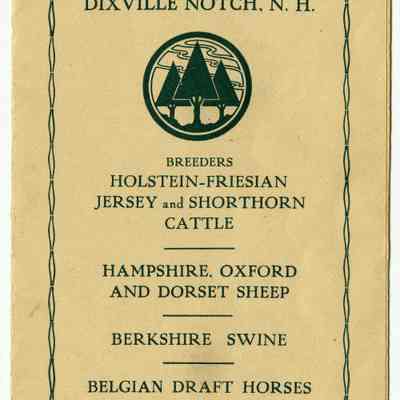 DIXVILLE NOTCH, N. H.
BREEDERS
HOLSTEIN-FRIESIAN
JERSEY and SHORTHORN
CATTLE
HAMPSHIRE, OXFORD
AND DORSET SHEEP
BERKSHIRE SWINE
BELGIAN DRAFT HORSES